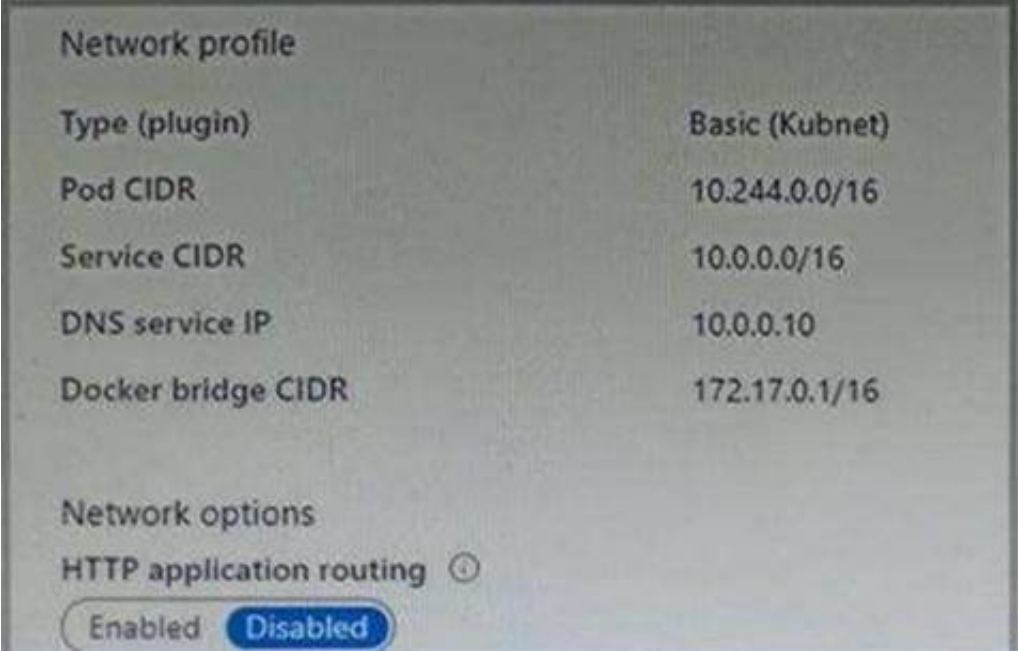 Network profile
Type (plugin) Basic (Kubnet)
Pod CIDR 10.244.0.0/16
Service CIDR 10.0.0.0/16
DNS service IP 10.0.0.10
Docker bridge CIDR 172.17.0.1/16
Network options
HTTP application routing
Enabled Disabled